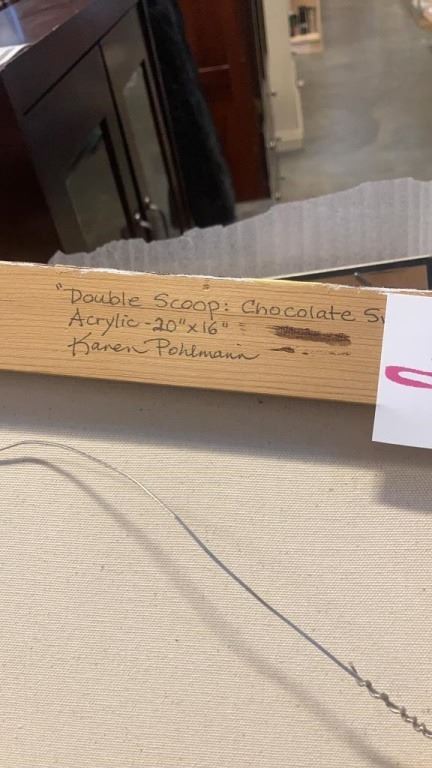 "Double Scoop: Chocolate
Acrylic - 20" x 16"
Karen Pohlmann